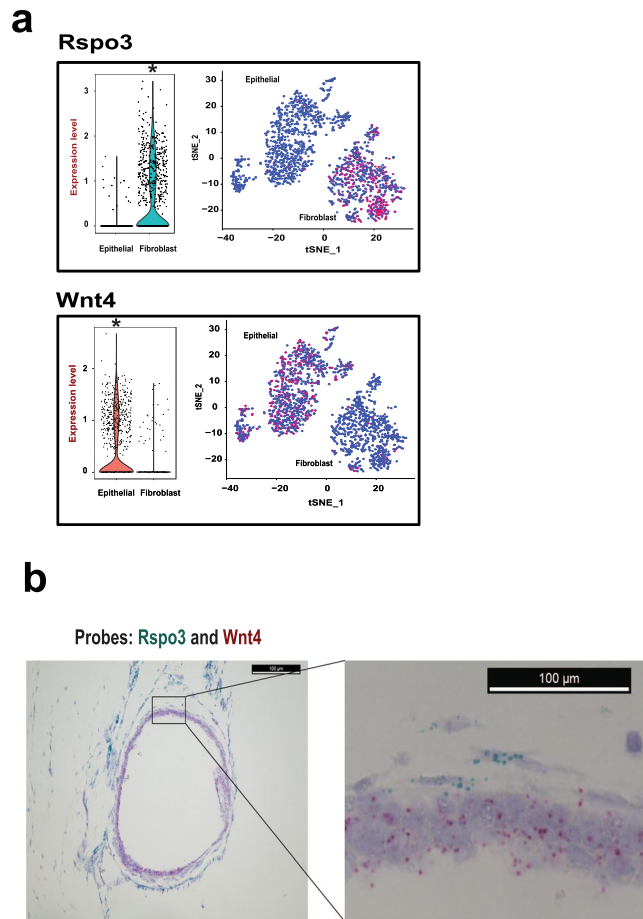 a
Rspo3
*
Expression level
3
2
1
0
Epithelial Fibroblast
tSNE_2
30
20
10
0
−10
−20
Epithelial
Fibroblast
−40 −20 0 20
tSNE_1
Wnt4
*
Expression level
2
1
0
Epithelial Fibroblast
tSNE_2
30
20
10
0
−10
−20
Epithelial
Fibroblast
−40 −20 0 20
tSNE_1
b
Probes: Rspo3 and Wnt4
100 µm
100 µm